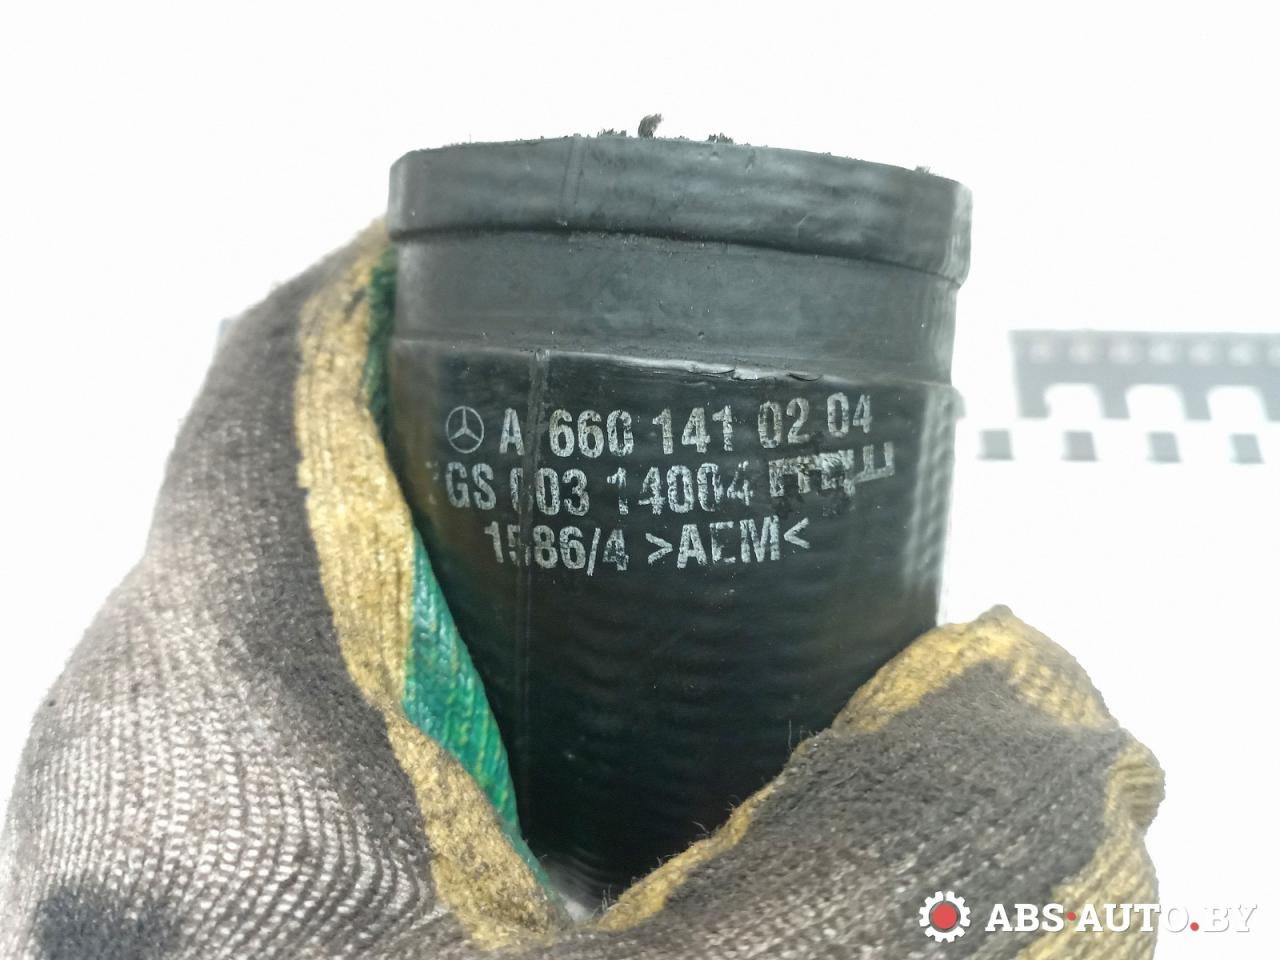 A 660 141 02 04
GS 003 14004
1586/4 >AEM<
ABS-AUTO.BY